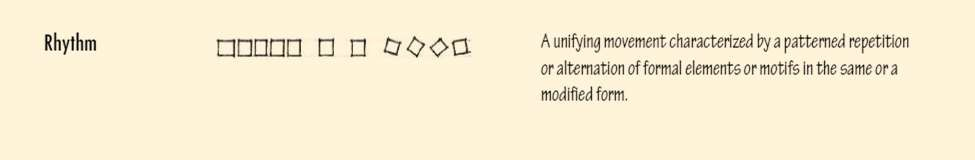 Rhythm
A unifying movement characterized by a patterned repetition
or alternation of formal elements or motifs in the same or a
modified form.